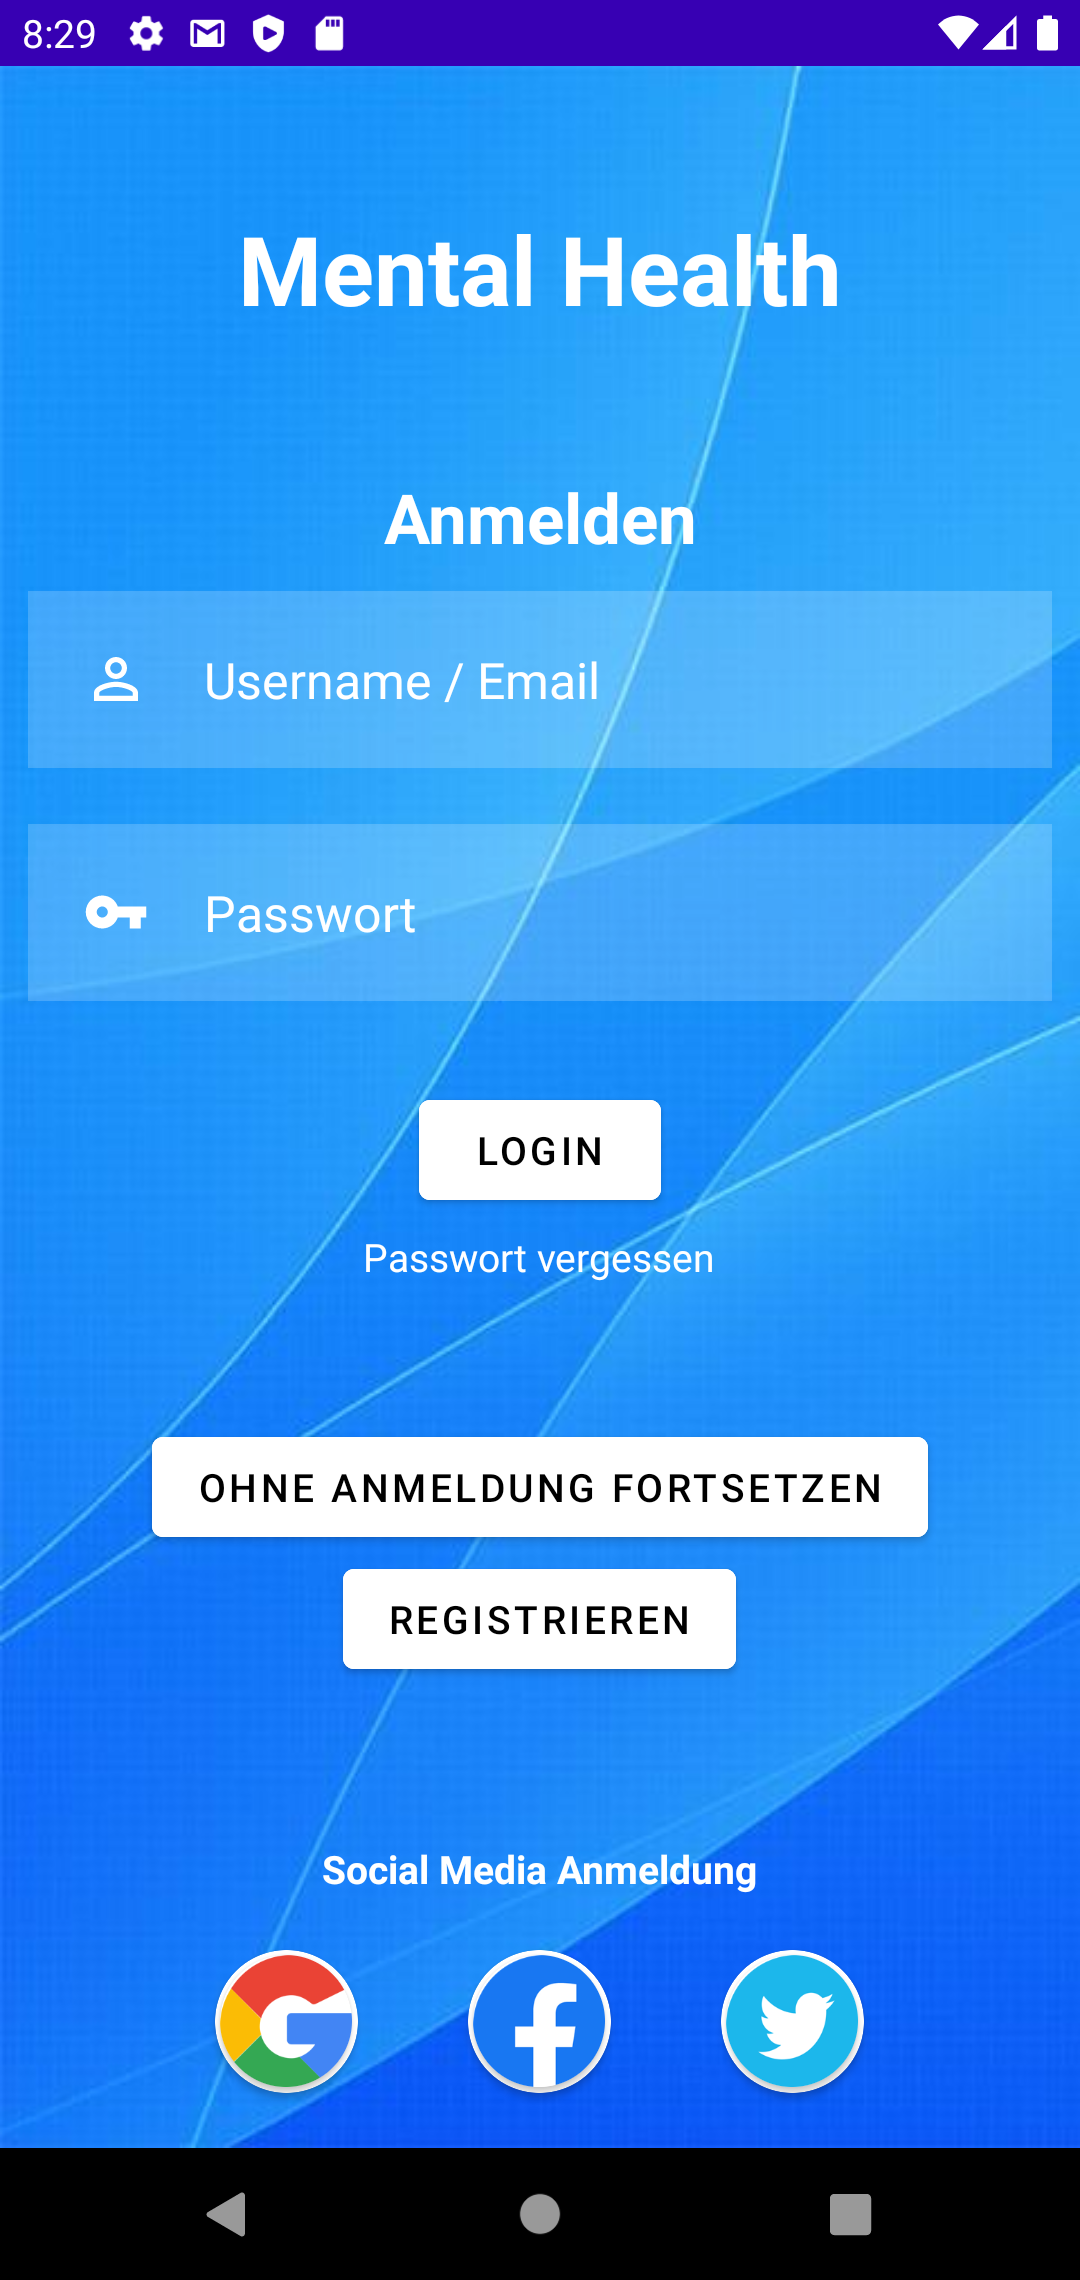 8:29
Mental Health
Anmelden
Username / Email
Passwort
LOGIN
Passwort vergessen
OHNE ANMELDUNG FORTSETZEN
REGISTRIEREN
Social Media Anmeldung